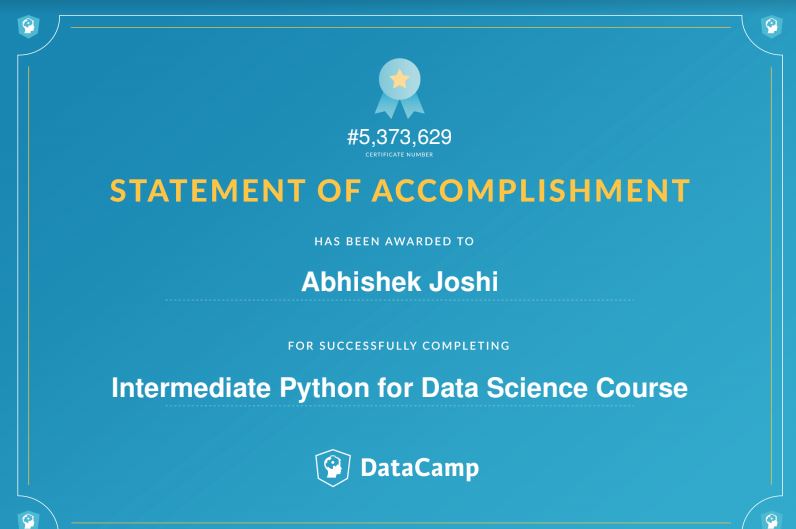 #5,373,629
CERTIFICATE NUMBER
STATEMENT OF ACCOMPLISHMENT
HAS BEEN AWARDED TO
Abhishek Joshi
FOR SUCCESSFULLY COMPLETING
Intermediate Python for Data Science Course
DataCamp